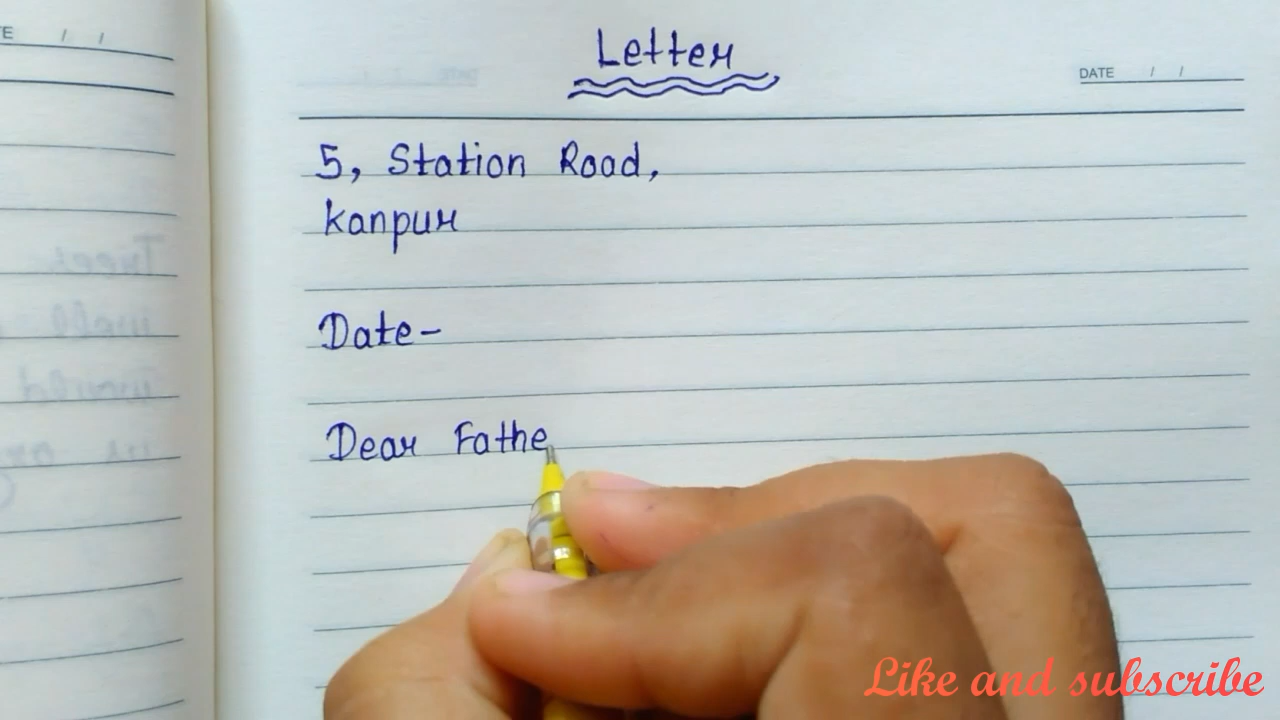 Letter
DATE / /
5, Station Road,
Kanpur
Date-
Dear Fathe
Like and subscribe